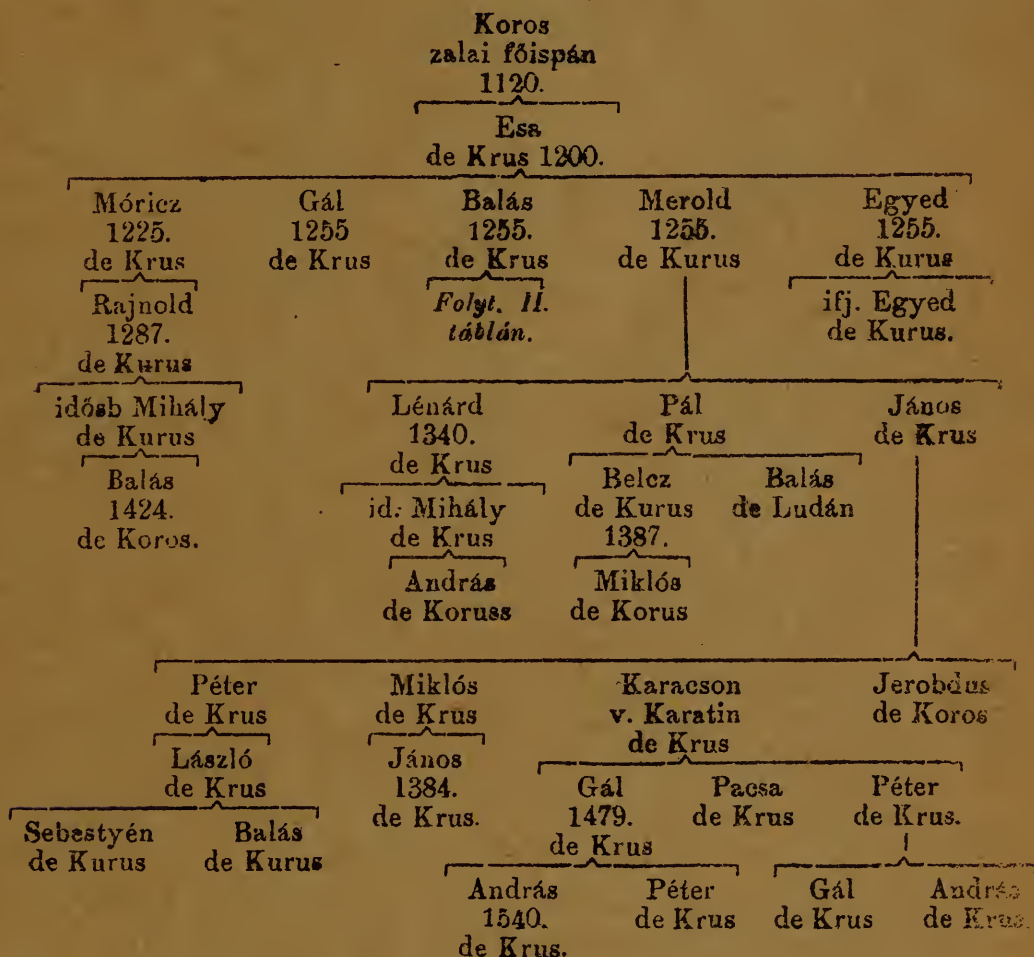 Koros
zalai főispán
1120.
Esa
de Krus 1200.
Móricz Gál Balás Merold Egyed
1225. 1255 1255. 1255. 1255.
de Krus de Krus de Krus de Kurus de Kurus
Rajnold Folyt. II. ifj. Egyed
1287. táblán. de Kurus.
de Kurus
idősb Mihály Lénárd Pál János
de Kurus 1340. de Krus de Krus
de Krus
Balás Belcz Balás
1424. id. Mihály de Kurus de Ludán
de Koros. de Krus 1387.
András Miklós
de Koruss de Korus
Péter Miklós Karacson Jerobdus
de Krus de Krus v. Karatin de Koros
de Krus
László János
de Krus 1384. Gál Pacsa Péter
de Krus. 1479. de Krus de Krus.
Sebestyén Balás de Krus
de Kurus de Kurus
András Péter Gál András
1540. de Krus de Krus de Krus.
de Krus.